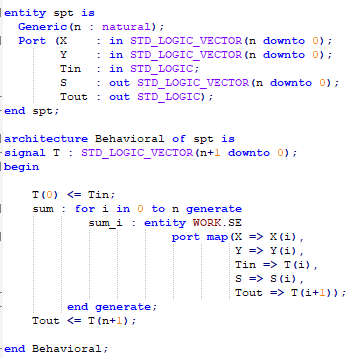 entity spt is
Generic(n : natural);
Port (X : in STD_LOGIC_VECTOR(n downto 0);
Y : in STD_LOGIC_VECTOR(n downto 0);
Tin : in STD_LOGIC;
S : out STD_LOGIC_VECTOR(n downto 0);
Tout : out STD_LOGIC);
end spt;
architecture Behavioral of spt is
signal T : STD_LOGIC_VECTOR(n+1 downto 0);
begin
T(0) <= Tin;
sum : for i in 0 to n generate
sum_i : entity WORK.SE
port map(X => X(i),
Y => Y(i),
Tin => T(i),
S => S(i),
Tout => T(i+1));
end generate;
Tout <= T(n+1);
end Behavioral;